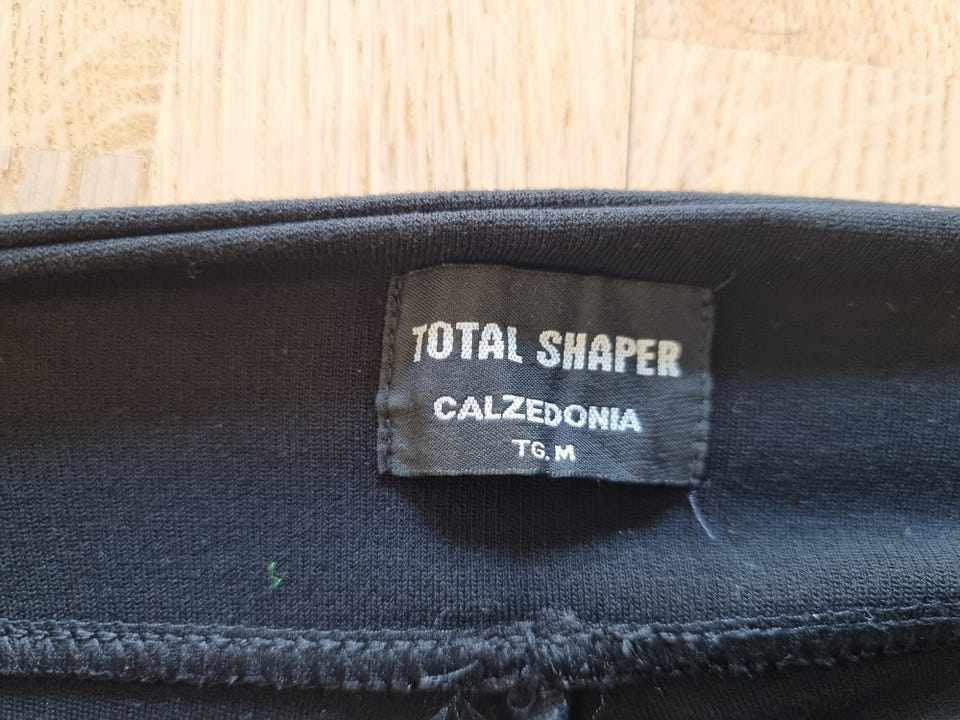 TOTAL SHAPER
CALZEDONIA
TG. M